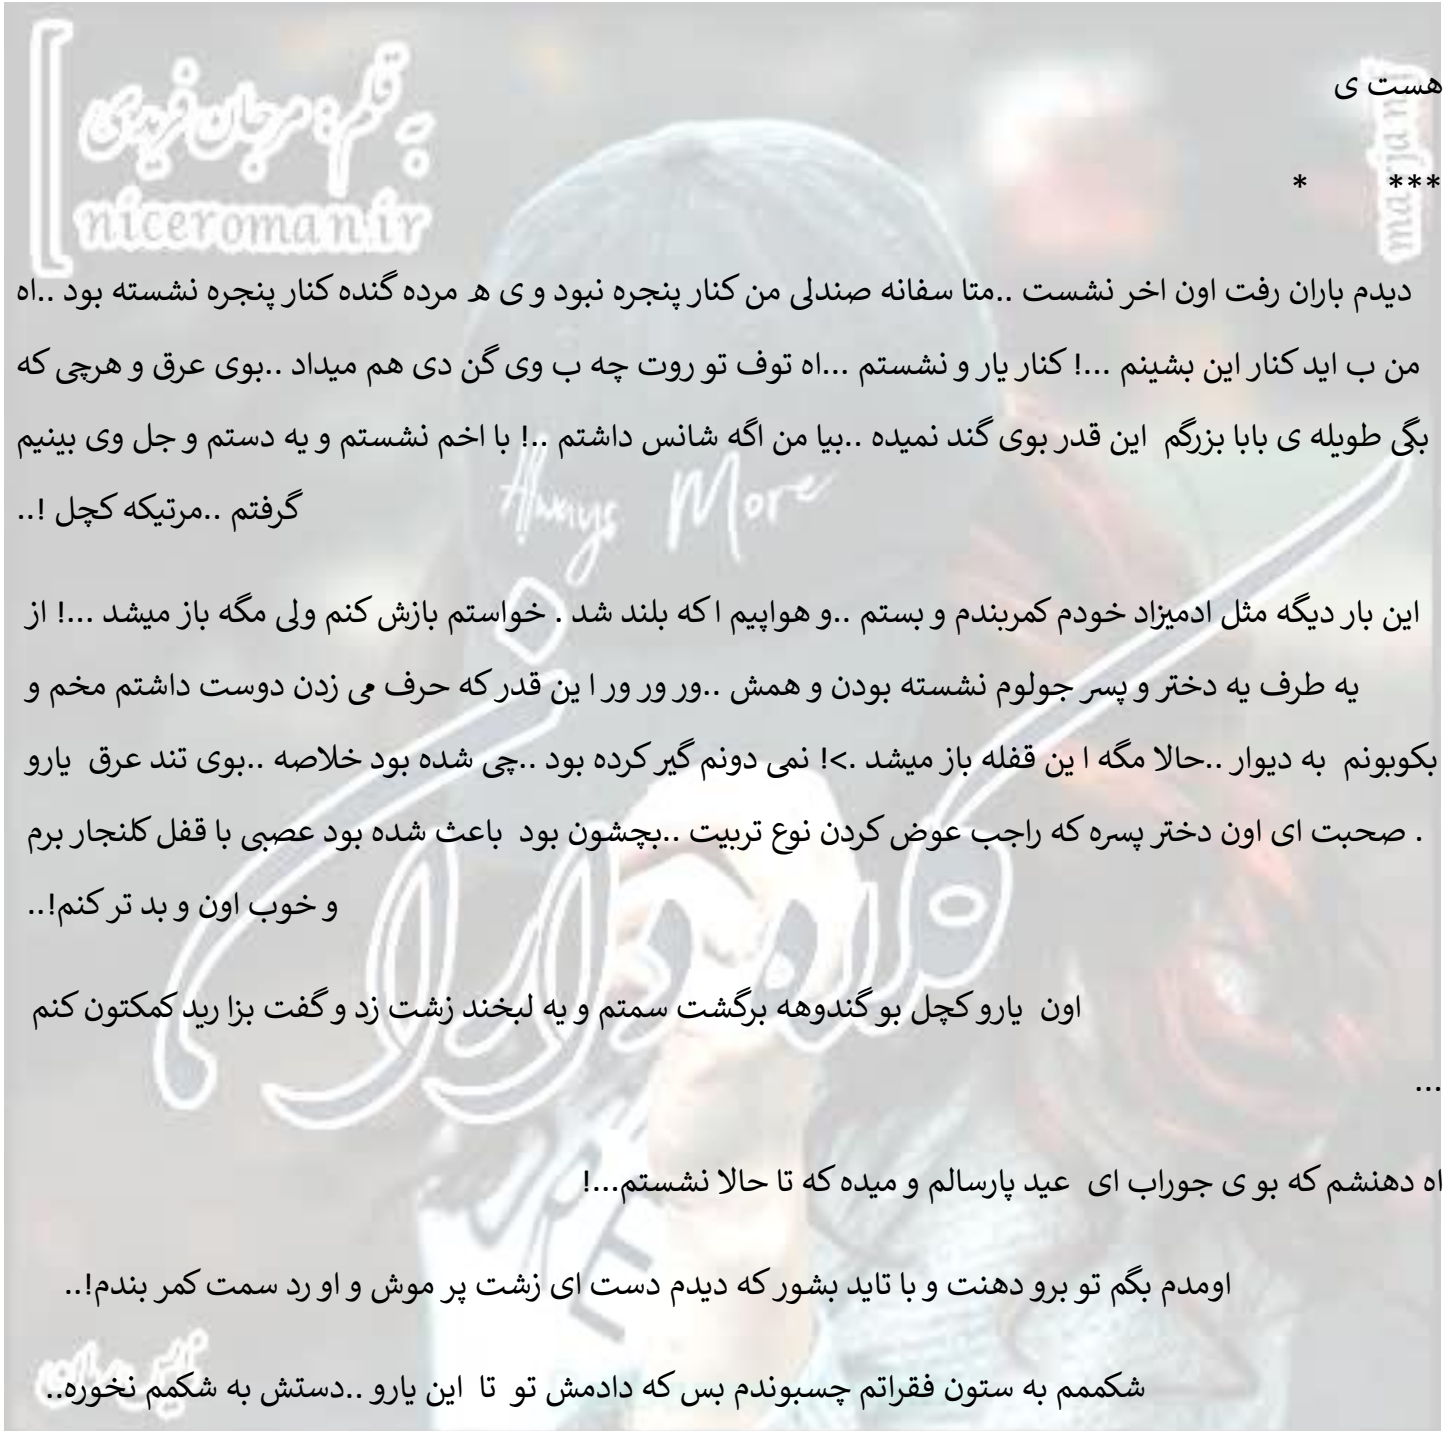 به قلم: مرجان فریدی
niceroman.ir
marjan
هست ی
*** *
دیدم باران رفت اون اخر نشست ..متا سفانه صندلی من کنار پنجره نبود و ی ه مرده گنده کنار پنجره نشسته بود ..اه
من ب اید کنار این بشینم ...! کنار یار و نشستم ...اه توف تو روت چه ب وی گن دی هم میداد ..بوی عرق و هرچی که
بگی طویله ی بابا بزرگم این قدر بوی گند نمیده ..بیا من اگه شانس داشتم ..! با اخم نشستم و یه دستم و جل وی بینیم
گرفتم ..مرتیکه کچل !..
Always More
این بار دیگه مثل ادمیزاد خودم کمربندم و بستم ..و هواپیم ا که بلند شد . خواستم بازش کنم ولی مگه باز میشد ...! از
یه طرف یه دختر و پسر جولوم نشسته بودن و همش ..ور ور ور ا ین قدر که حرف می زدن دوست داشتم مخم و
بکوبونم به دیوار ..حالا مگه ا ین قفله باز میشد .>! نمی دونم گیر کرده بود ..چی شده بود خلاصه ..بوی تند عرق یارو
. صحبت ای اون دختر پسره که راجب عوض کردن نوع تربیت ..بچشون بود باعث شده بود عصبی با قفل کلنجار برم
و خوب اون و بد تر کنم!..
اون یارو کچل بو گندوهه برگشت سمتم و یه لبخند زشت زد و گفت بزا رید کمکتون کنم
...
اه دهنشم که بو ی جوراب ای عید پارسالم و میده که تا حالا نشستم...!
اومدم بگم تو برو دهنت و با تاید بشور که دیدم دست ای زشت پر موش و او رد سمت کمر بندم!..
شکممم به ستون فقراتم چسبوندم بس که دادمش تو تا این یارو ..دستش به شکمم نخوره..